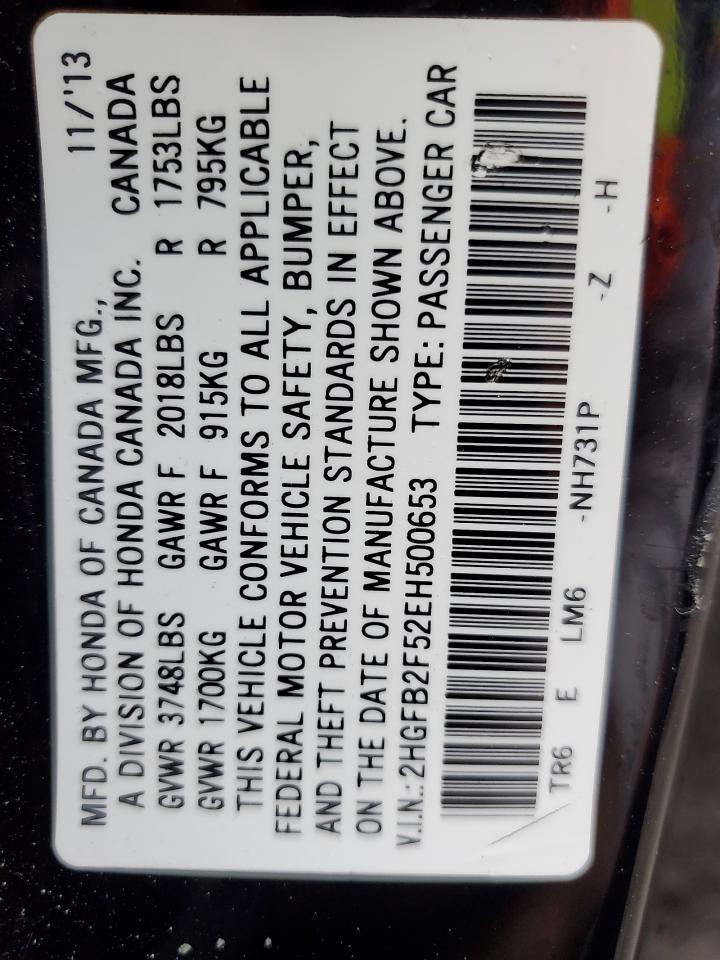 11/'13
MFD. BY HONDA OF CANADA MFG.,
A DIVISION OF HONDA CANADA INC. CANADA
GVWR 3748LBS GAWR F 2018LBS R 1753LBS
GVWR 1700KG GAWR F 915KG R 795KG
THIS VEHICLE CONFORMS TO ALL APPLICABLE
FEDERAL MOTOR VEHICLE SAFETY, BUMPER,
AND THEFT PREVENTION STANDARDS IN EFFECT
ON THE DATE OF MANUFACTURE SHOWN ABOVE.
V.I.N.:2HGFB2F52EH500653 TYPE: PASSENGER CAR
TR6 E LM6 -NH731P -Z -H